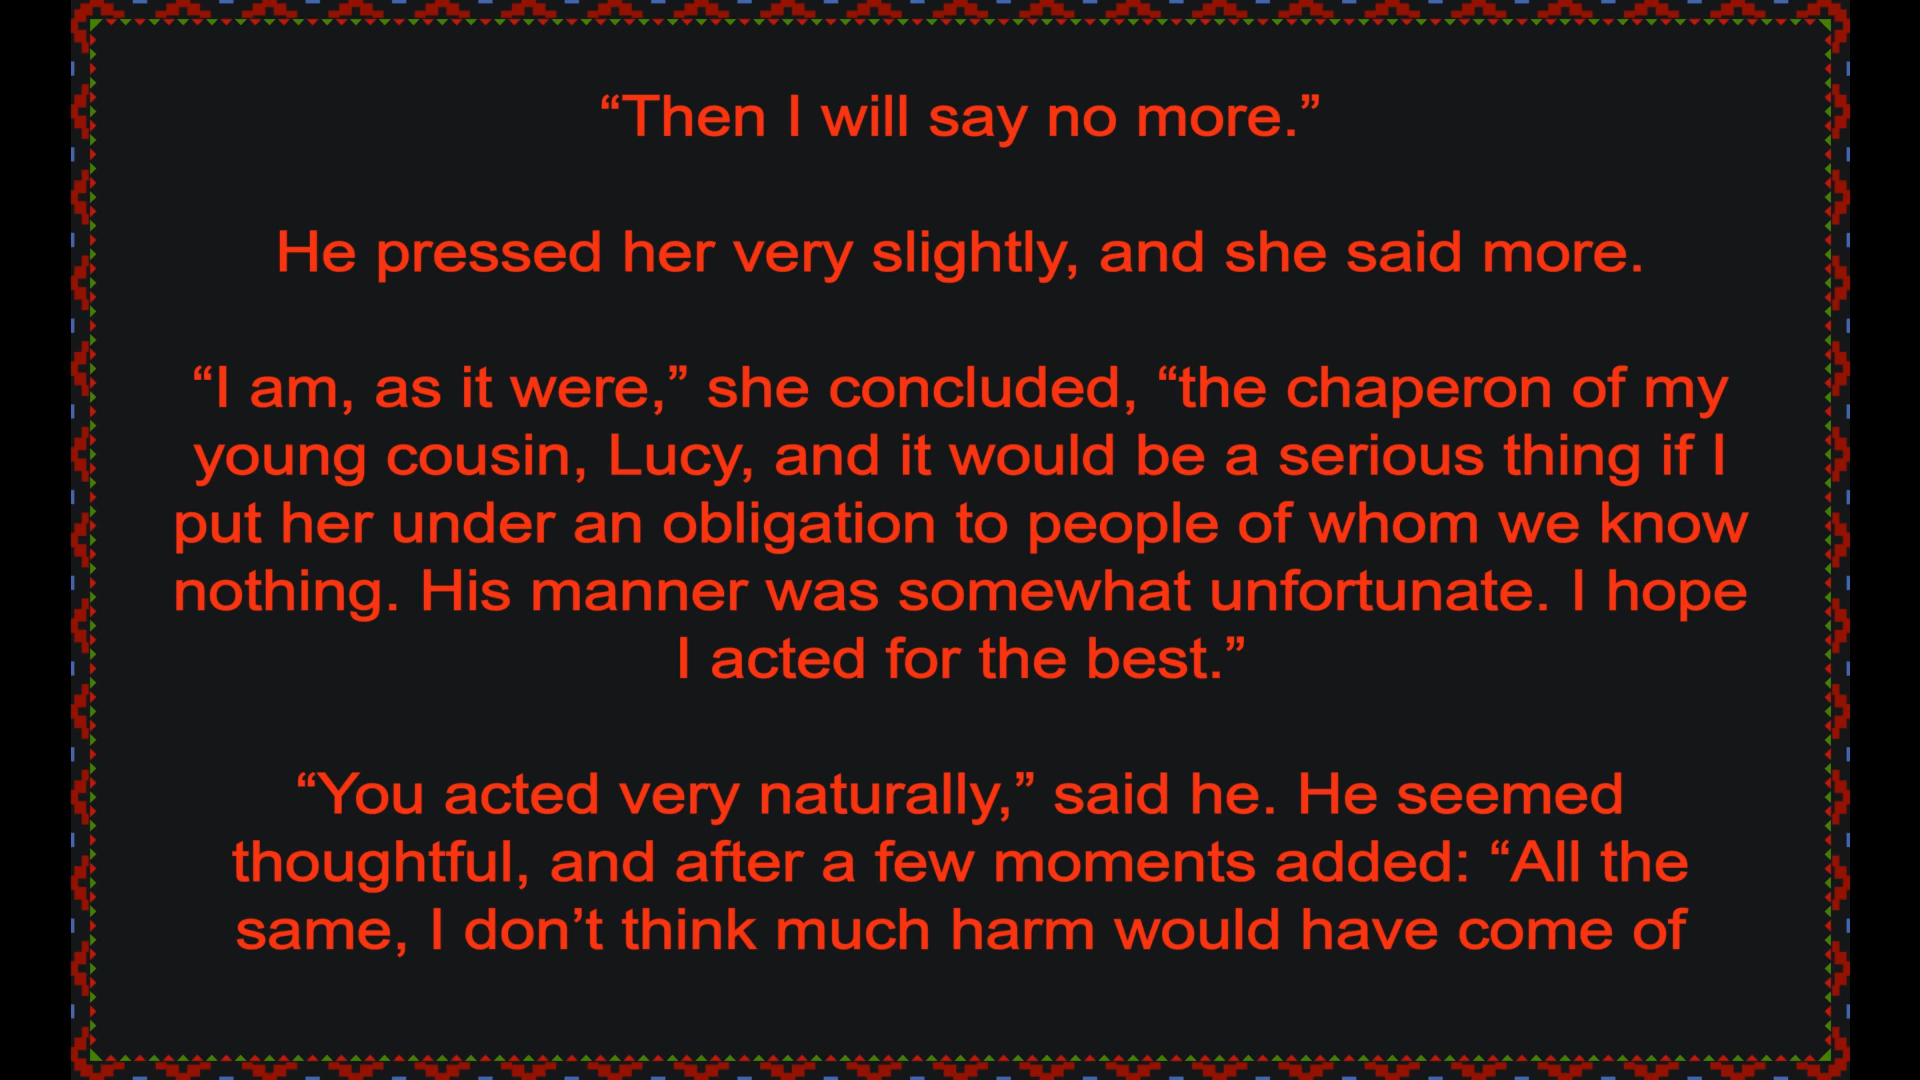 “Then I will say no more.”
He pressed her very slightly, and she said more.
“I am, as it were,” she concluded, “the chaperon of my
young cousin, Lucy, and it would be a serious thing if I
put her under an obligation to people of whom we know
nothing. His manner was somewhat unfortunate. I hope
I acted for the best.”
“You acted very naturally,” said he. He seemed
thoughtful, and after a few moments added: “All the
same, I don’t think much harm would have come of